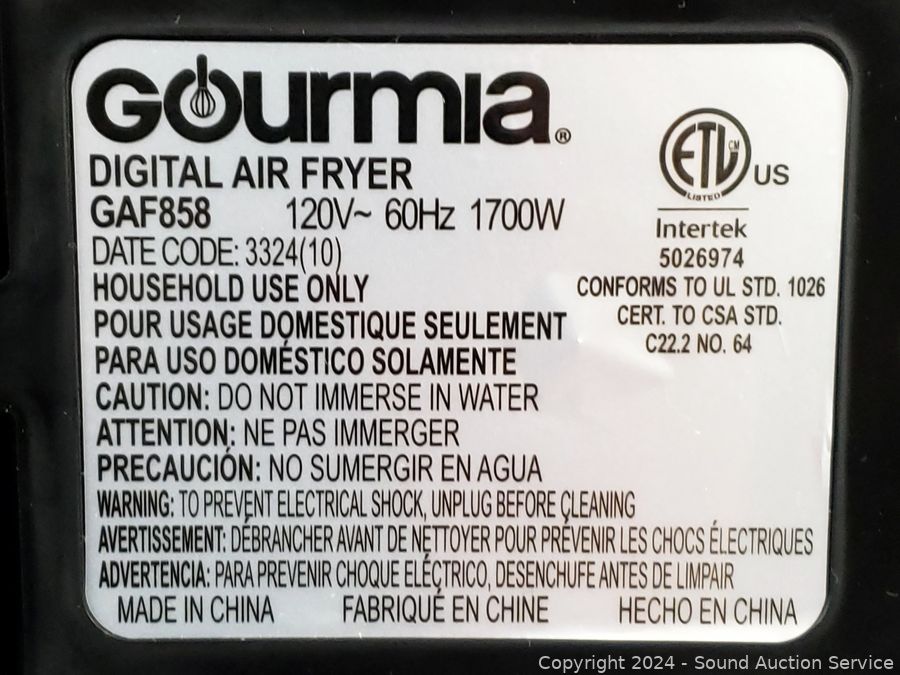 GOURMIA®
DIGITAL AIR FRYER
GAF858 120V~ 60Hz 1700W
DATE CODE: 3324(10)
HOUSEHOLD USE ONLY
POUR USAGE DOMESTIQUE SEULEMENT
PARA USO DOMÉSTICO SOLAMENTE
CAUTION: DO NOT IMMERSE IN WATER
ATTENTION: NE PAS IMMERGER
PRECAUCIÓN: NO SUMERGIR EN AGUA
WARNING: TO PREVENT ELECTRICAL SHOCK, UNPLUG BEFORE CLEANING
AVERTISSEMENT: DÉBRANCHER AVANT DE NETTOYER POUR PRÉVENIR LES CHOCS ÉLECTRIQUES
ADVERTENCIA: PARA PREVENIR CHOQUE ELÉCTRICO, DESENCHUFE ANTES DE LIMPIAR
MADE IN CHINA FABRIQUÉ EN CHINE HECHO EN CHINA
ETL CM US
LISTED
Intertek
5026974
CONFORMS TO UL STD. 1026
CERT. TO CSA STD.
C22.2 NO. 64
Copyright 2024 - Sound Auction Service